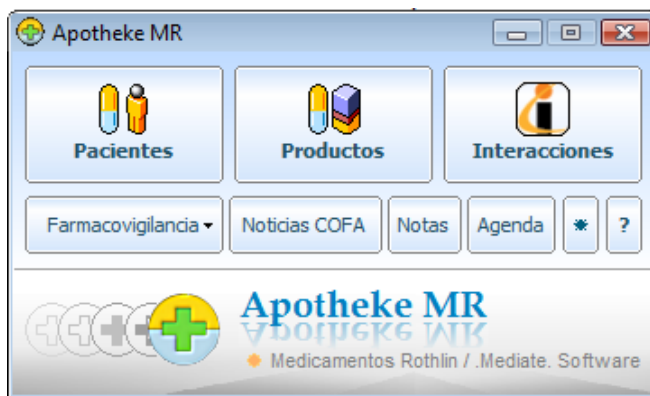 Apotheke MR
Pacientes Productos Interacciones
Farmacovigilancia Noticias COFA Notas Agenda * ?
Apotheke MR
Medicamentos Rothlin / .Mediate. Software